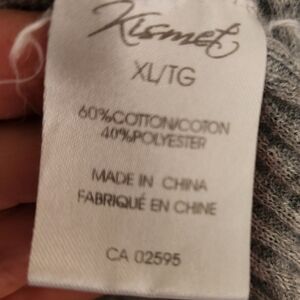 Kismet
XL/TG
60%COTTON/COTON
40%POLYESTER
MADE IN CHINA
FABRIQUÉ EN CHINE
CA 02595